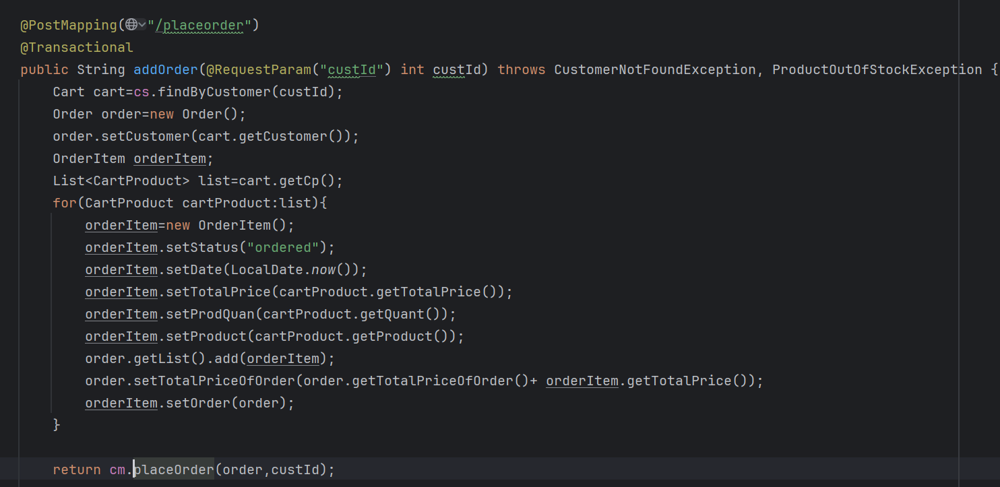 @PostMapping("/placeorder")
@Transactional
public String addOrder(@RequestParam("custId") int custId) throws CustomerNotFoundException, ProductOutOfStockException {
    Cart cart=cs.findByCustomer(custId);
    Order order=new Order();
    order.setCustomer(cart.getCustomer());
    OrderItem orderItem;
    List<CartProduct> list=cart.getCp();
    for(CartProduct cartProduct:list){
        orderItem=new OrderItem();
        orderItem.setStatus("ordered");
        orderItem.setDate(LocalDate.now());
        orderItem.setTotalPrice(cartProduct.getTotalPrice());
        orderItem.setProdQuan(cartProduct.getQuant());
        orderItem.setProduct(cartProduct.getProduct());
        order.getList().add(orderItem);
        order.setTotalPriceOfOrder(order.getTotalPriceOfOrder()+ orderItem.getTotalPrice());
        orderItem.setOrder(order);
    }
    return cm.placeOrder(order,custId);